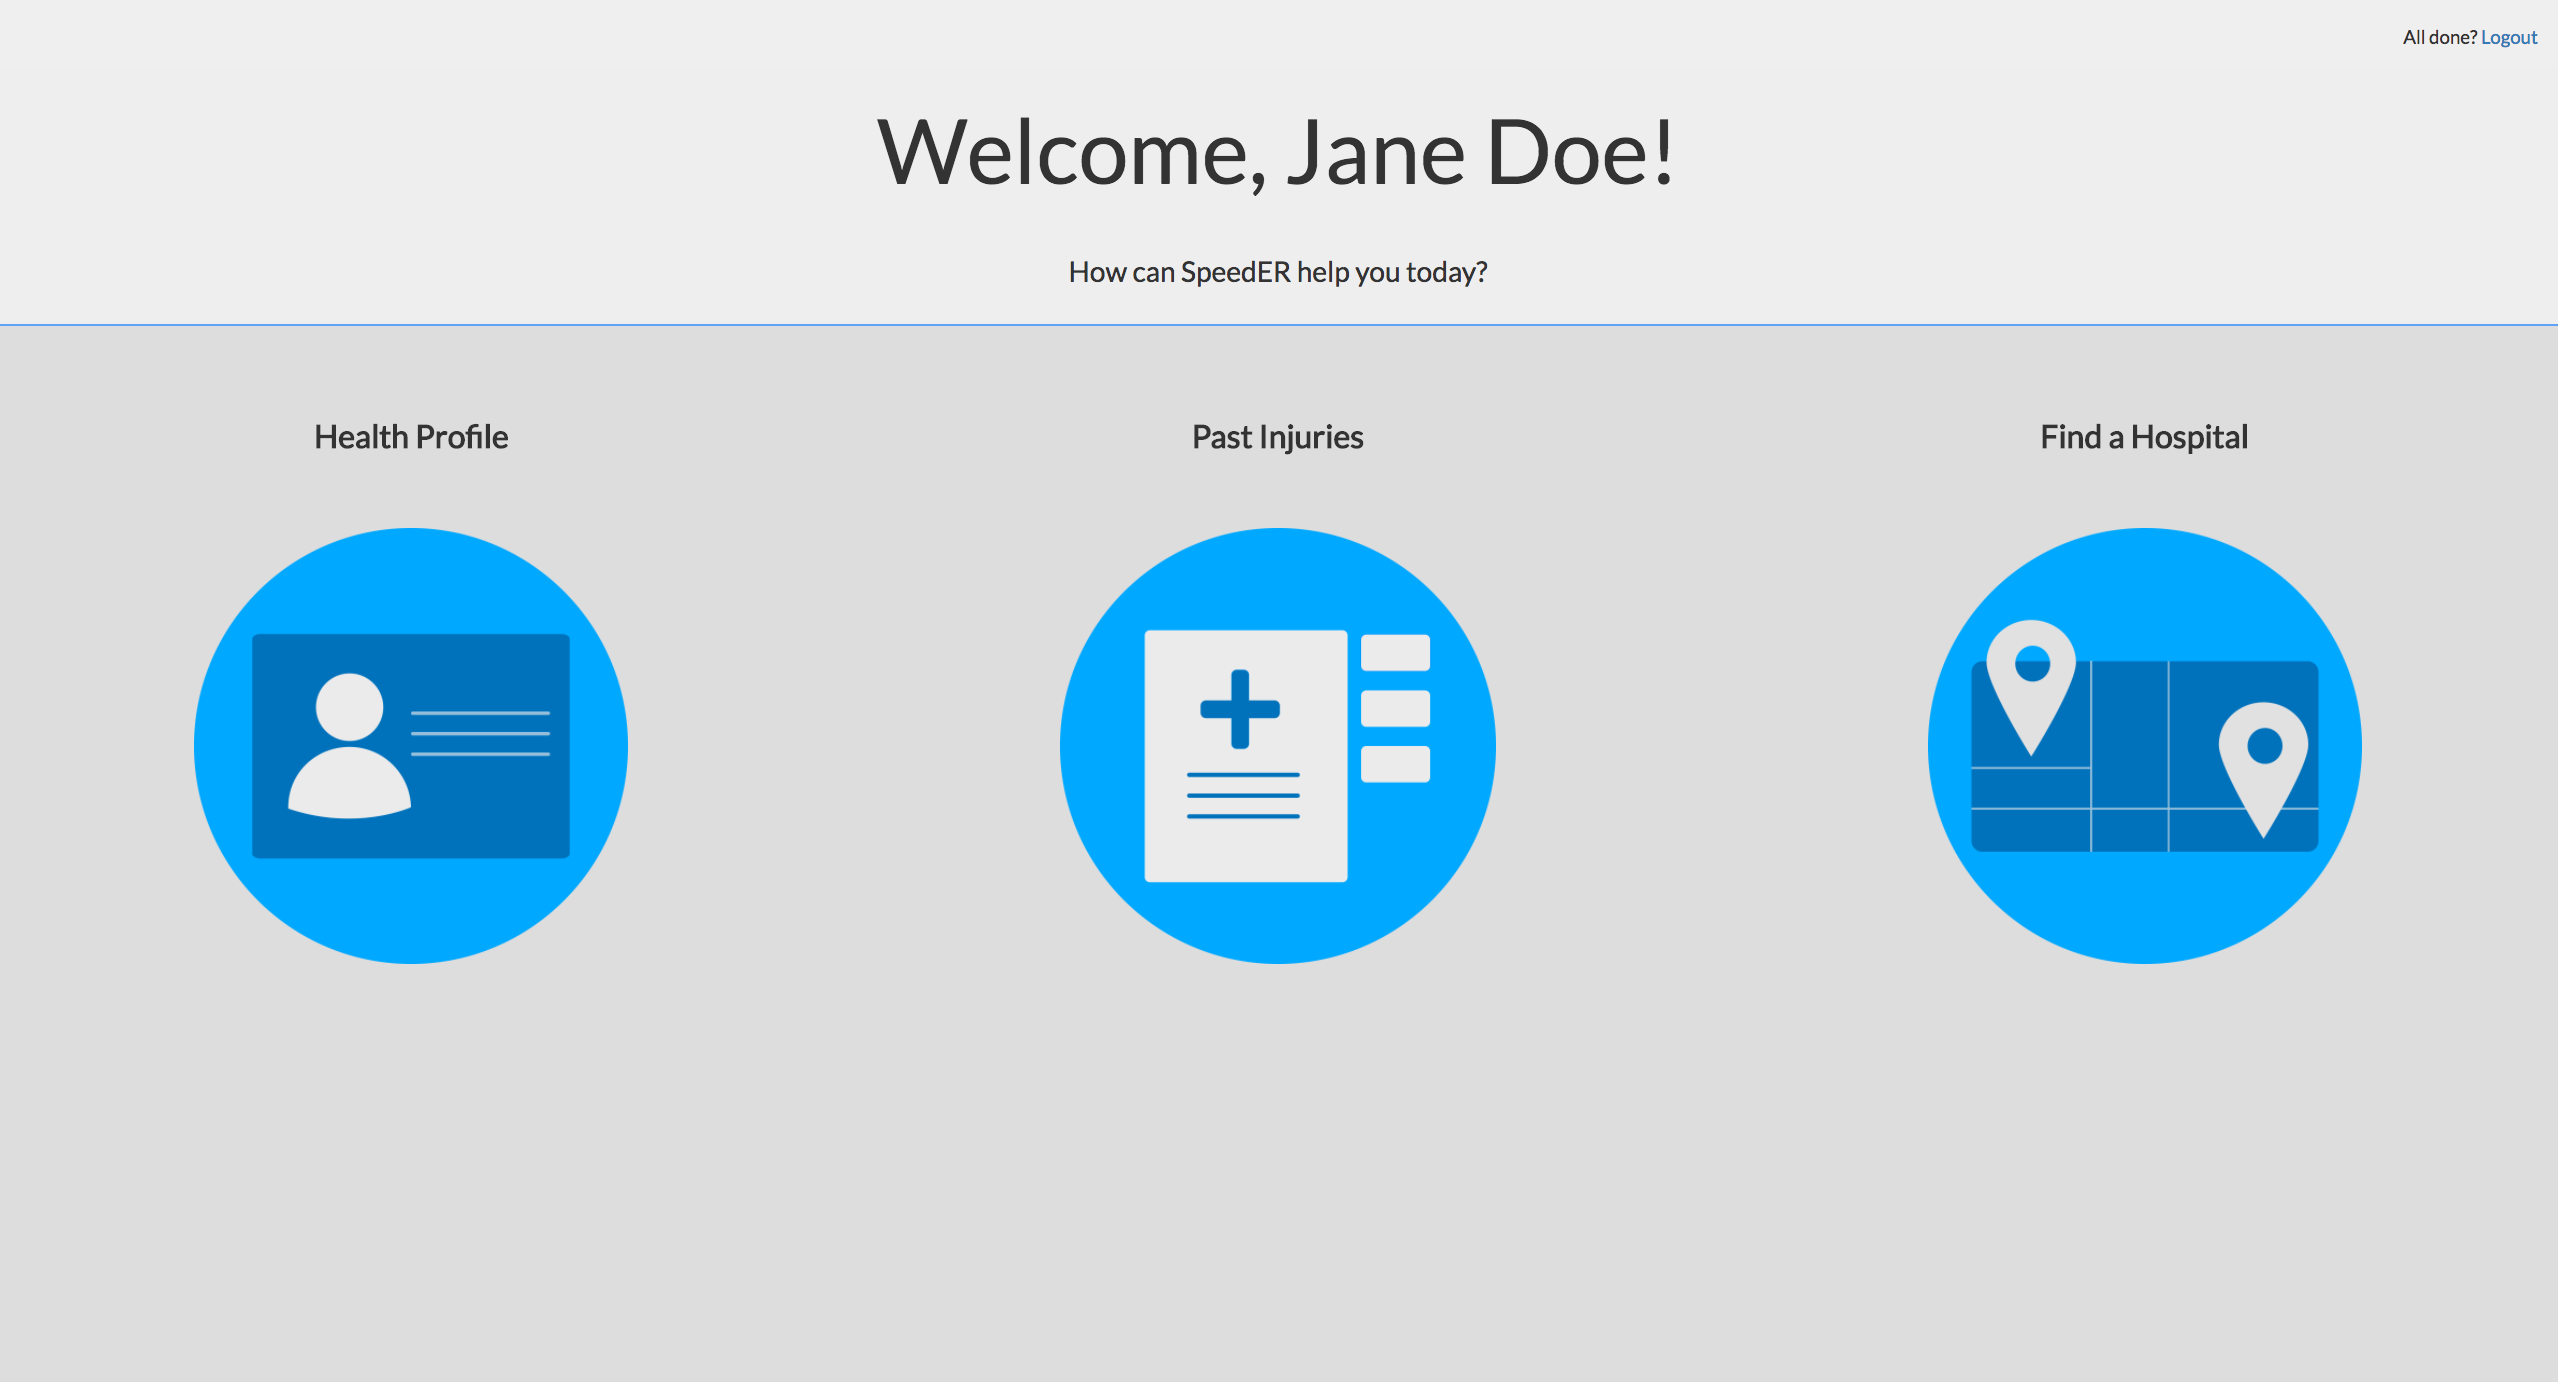 All done? Logout
Welcome, Jane Doe!
How can SpeedER help you today?
Health Profile
Past Injuries
Find a Hospital